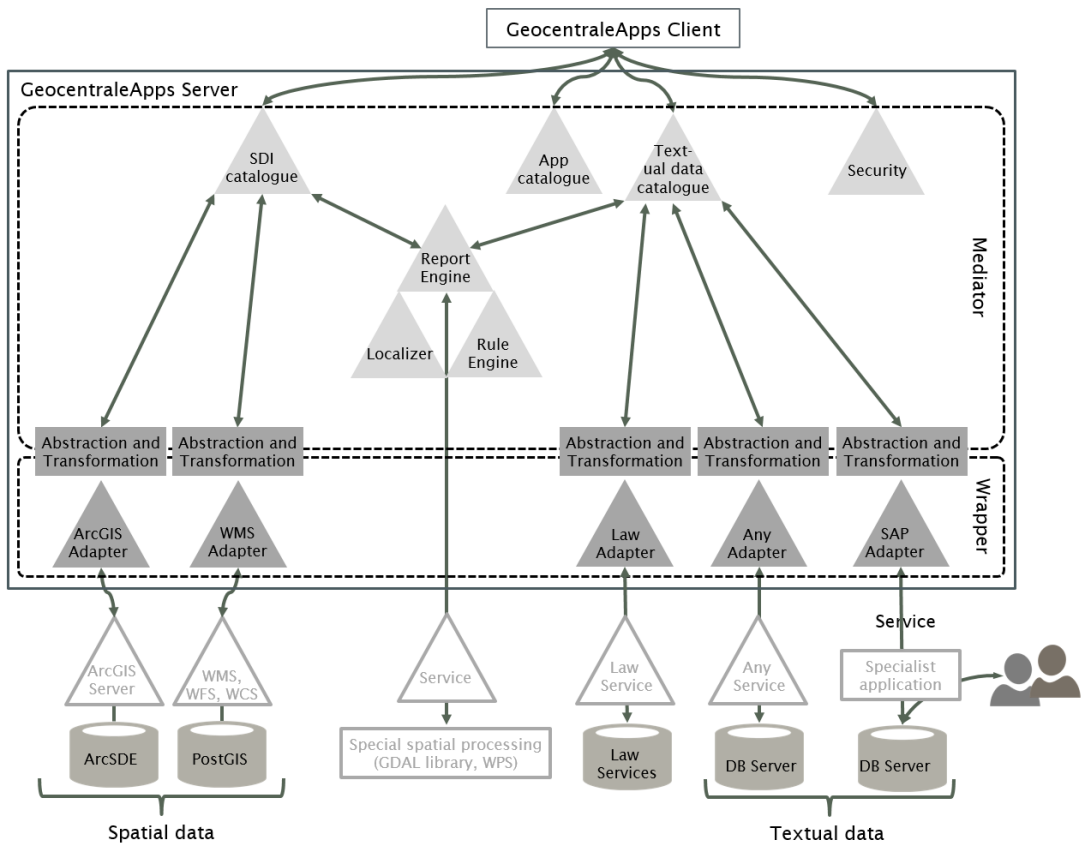 GeocentraleApps Client
GeocentraleApps Server
SDI
catalogue
App
catalogue
Text-
ual data
catalogue
Security
Report
Engine
Localizer
Rule
Engine
Mediator
Abstraction and
Transformation
Abstraction and
Transformation
Abstraction and
Transformation
Abstraction and
Transformation
Abstraction and
Transformation
Wrapper
ArcGIS
Adapter
WMS
Adapter
Law
Adapter
Any
Adapter
SAP
Adapter
Service
ArcGIS
Server
WMS,
WFS, WCS
Service
Law
Service
Any
Service
Specialist
application
ArcSDE
PostGIS
Special spatial processing
(GDAL library, WPS)
Law
Services
DB Server
DB Server
Spatial data
Textual data